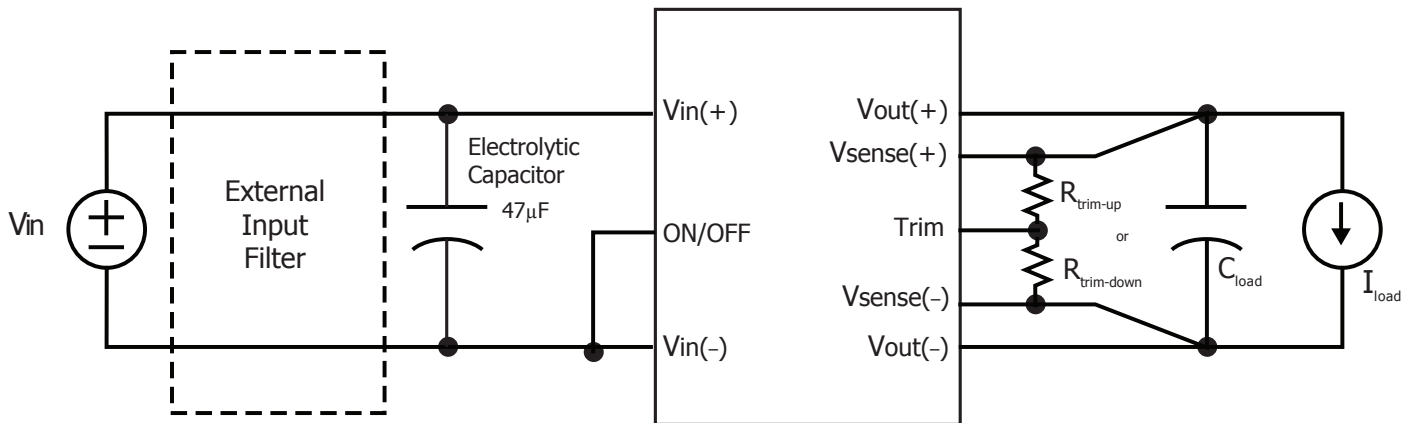 Vin
External
Input
Filter
Electrolytic
Capacitor
47μF
Vin(+)
ON/OFF
Vin(−)
Vout(+)
Vsense(+)
Trim
Vsense(−)
Vout(−)
Rtrim-up
or
Rtrim-down
Cload
Iload